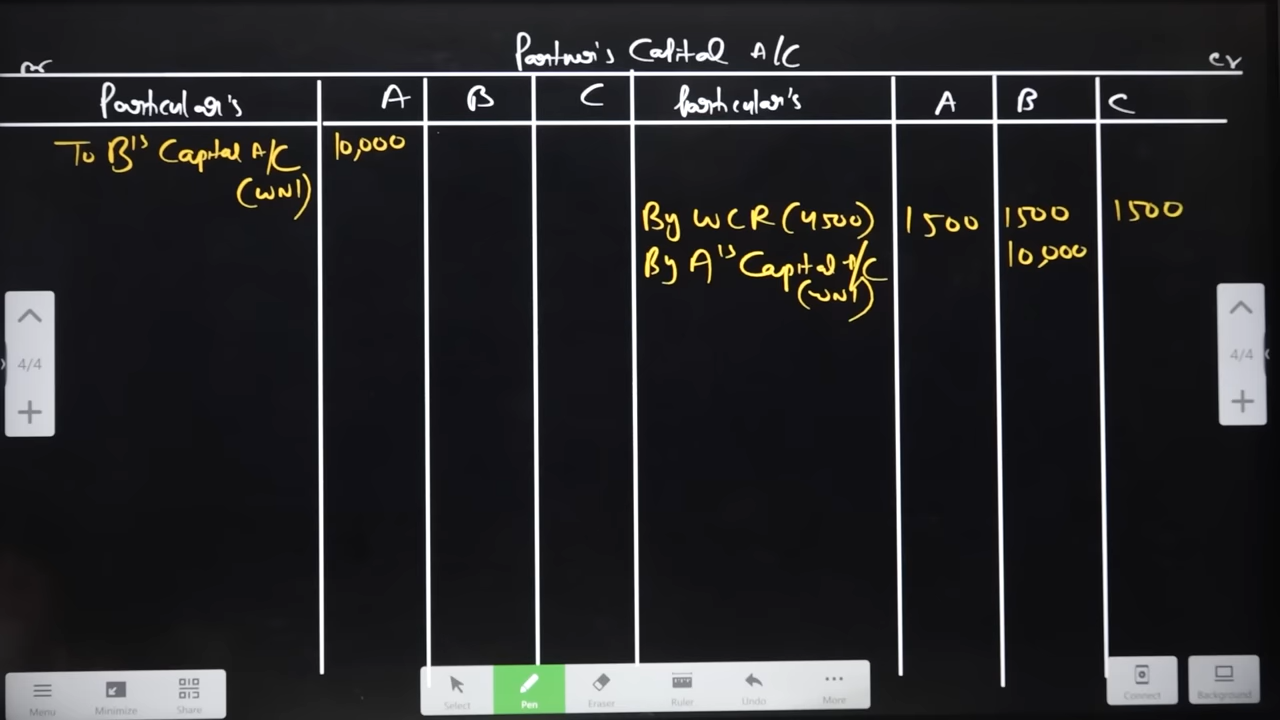 Partner's Capital A/C
Dr
Cr
Particular's A B C Particular's A B C
To B's Capital A/C 10,000
(WN1)
By WCR (4500) 1500 1500 1500
By A's Capital A/C 10,000
(WN1)
4/4
4/4
Menu Minimize Share
Select Pen Eraser Ruler Undo More
Connect Background